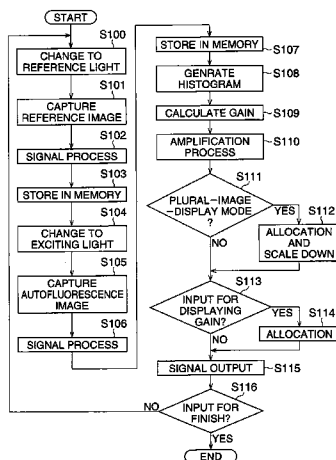 START
S100
CHANGE TO
REFERENCE LIGHT
S101
CAPTURE
REFERENCE IMAGE
S102
SIGNAL PROCESS
S103
STORE IN MEMORY
S104
CHANGE TO
EXCITING LIGHT
S105
CAPTURE
AUTOFLUORESCENCE
IMAGE
S106
SIGNAL PROCESS
STORE IN MEMORY
S107
GENRATE
HISTOGRAM
S108
CALCULATE GAIN
S109
AMPLIFICATION
PROCESS
S110
S111
PLURAL-IMAGE
-DISPLAY MODE
?
YES
S112
ALLOCATION
AND
SCALE DOWN
NO
S113
INPUT FOR
DISPLAYING
GAIN?
YES
S114
ALLOCATION
NO
SIGNAL OUTPUT
S115
S116
INPUT FOR
FINISH?
NO
YES
END